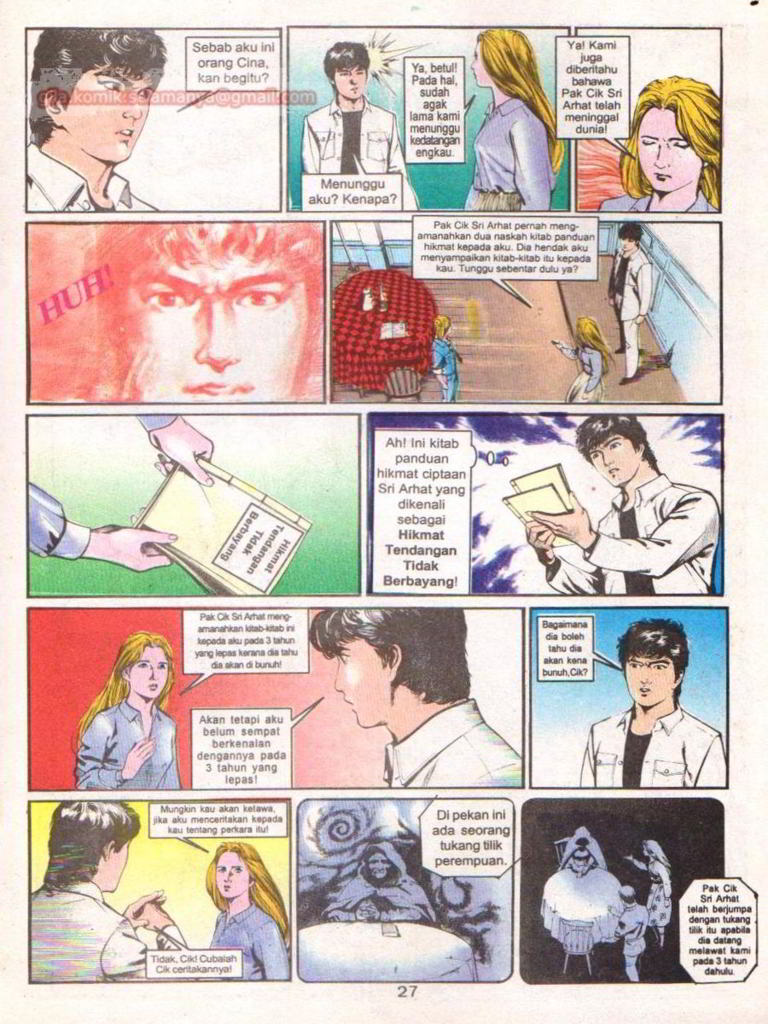 Sebab aku ini
orang Cina,
kan begitu?
komik.selamanya@gmail.com
Ya, betul!
Pada hal,
sudah
agak
lama kami
menunggu
kedatangan
engkau.
Menunggu
aku? Kenapa?
Ya! Kami
juga
diberitahu
bahawa
Pak Cik Sri
Arhat telah
meninggal
dunia!
HUH!
Pak Cik Sri Arhat pernah meng-
amanahkan dua naskah kitab panduan
hikmat kepada aku. Dia hendak aku
menyampaikan kitab-kitab itu kepada
kau. Tunggu sebentar dulu ya?
Hikmat
Tendangan
Tidak
Berbayang
Ah! Ini kitab
panduan
hikmat ciptaan
Sri Arhat yang
dikenali
sebagai
Hikmat
Tendangan
Tidak
Berbayang!
Pak Cik Sri Arhat meng-
amanahkan kitab-kitab ini
kepada aku pada 3 tahun
yang lepas kerana dia tahu
dia akan di bunuh!
Akan tetapi aku
belum sempat
berkenalan
dengannya pada
3 tahun yang
lepas!
Bagaimana
dia boleh
tahu dia
akan kena
bunuh,Cik?
Mungkin kau akan ketawa,
jika aku menceritakan kepada
kau tentang perkara itu!
Tidak, Cik! Cubalah
Cik ceritakannya!
Di pekan ini
ada seorang
tukang tilik
perempuan.
Pak Cik
Sri Arhat
telah berjumpa
dengan tukang
tilik itu apabila
dia datang
melawat kami
pada 3 tahun
dahulu.
27